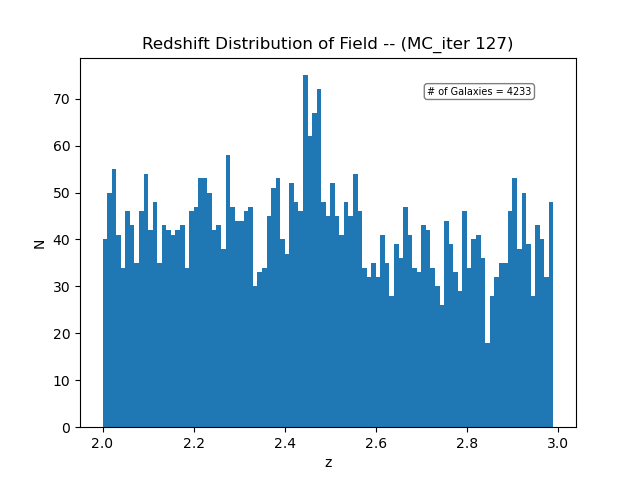 Redshift Distribution of Field -- (MC_iter 127)
# of Galaxies = 4233
70
60
50
40
30
20
10
0
N
2.0 2.2 2.4 2.6 2.8 3.0
z